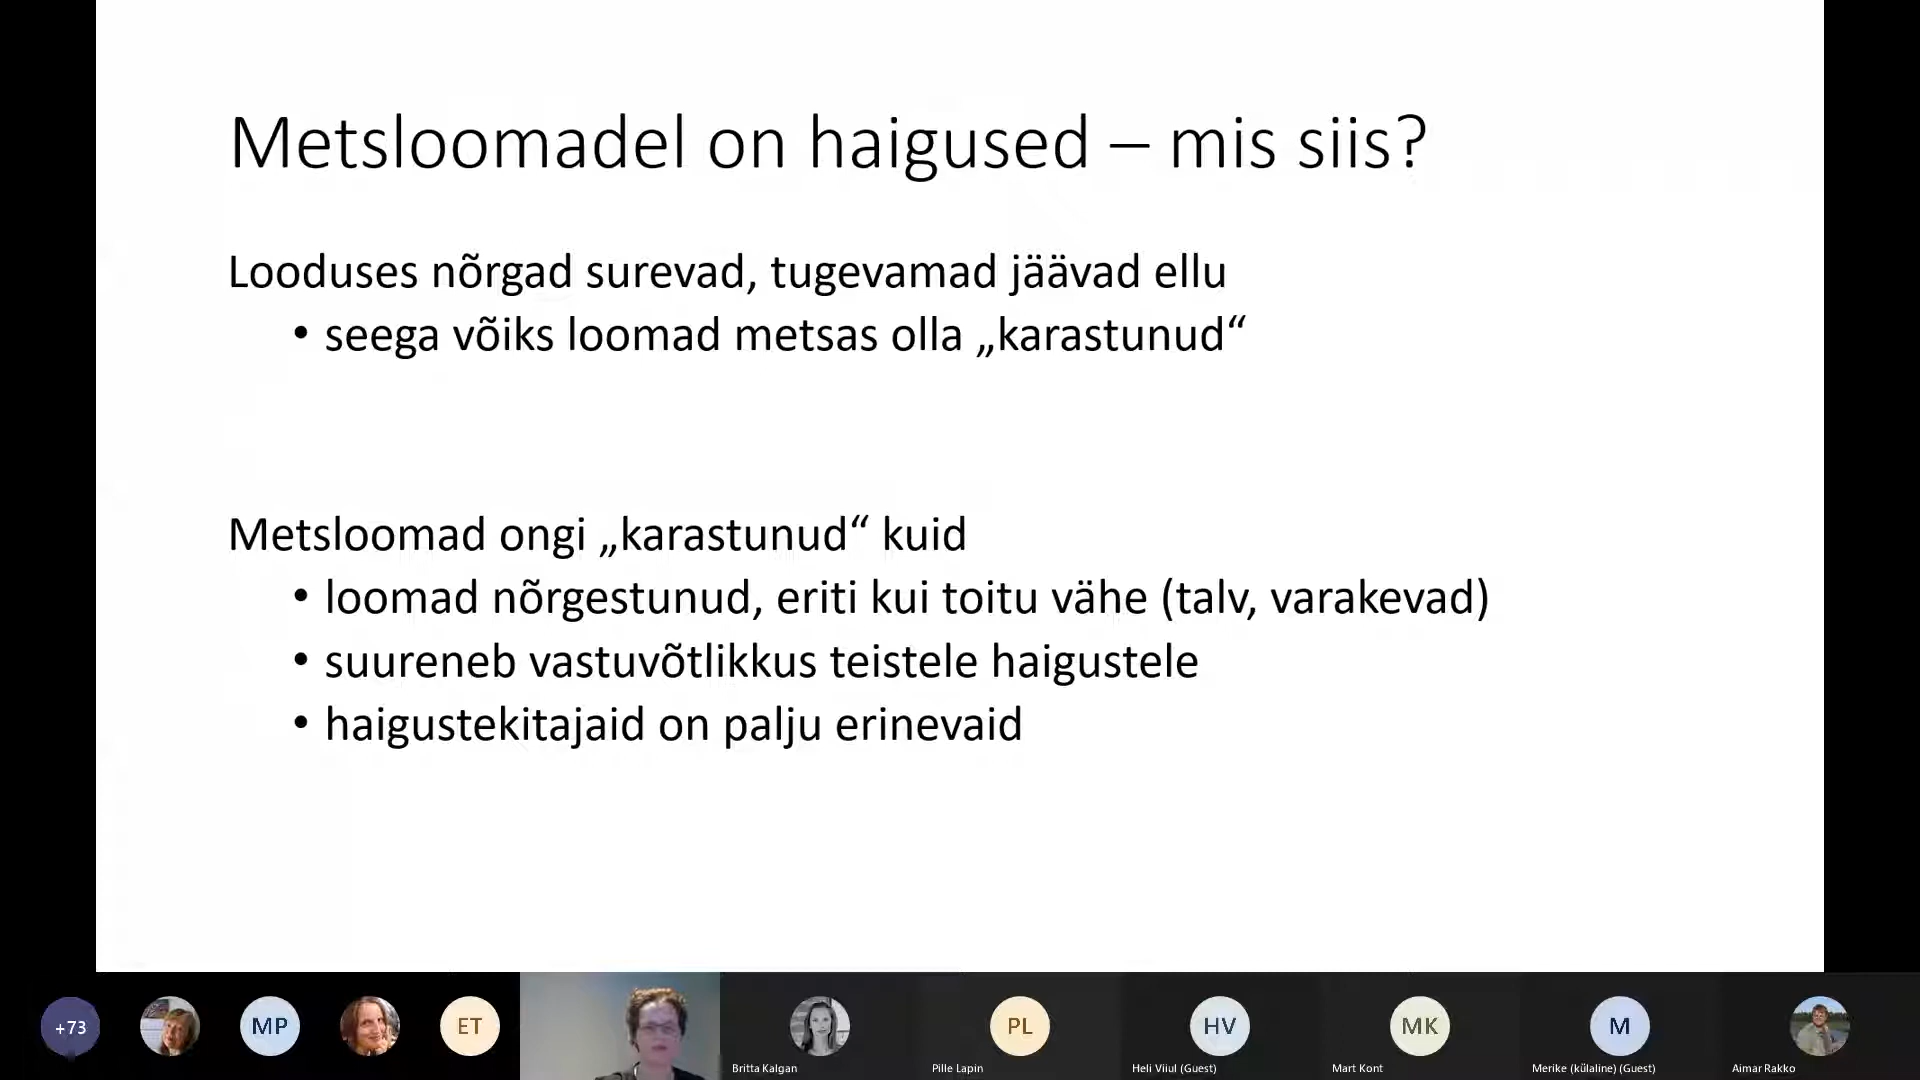 Metsloomadel on haigused – mis siis?
Looduses nõrgad surevad, tugevamad jäävad ellu
• seega võiks loomad metsas olla „karastunud“
Metsloomad ongi „karastunud“ kuid
• loomad nõrgestunud, eriti kui toitu vähe (talv, varakevad)
• suureneb vastuvõtlikkus teistele haigustele
• haigustekitajaid on palju erinevaid
+73
MP
ET
PL
HV
MK
M
Britta Kalgan
Pille Lapin
Heli Viiul (Guest)
Mart Kont
Merike (külaline) (Guest)
Aimar Rakko